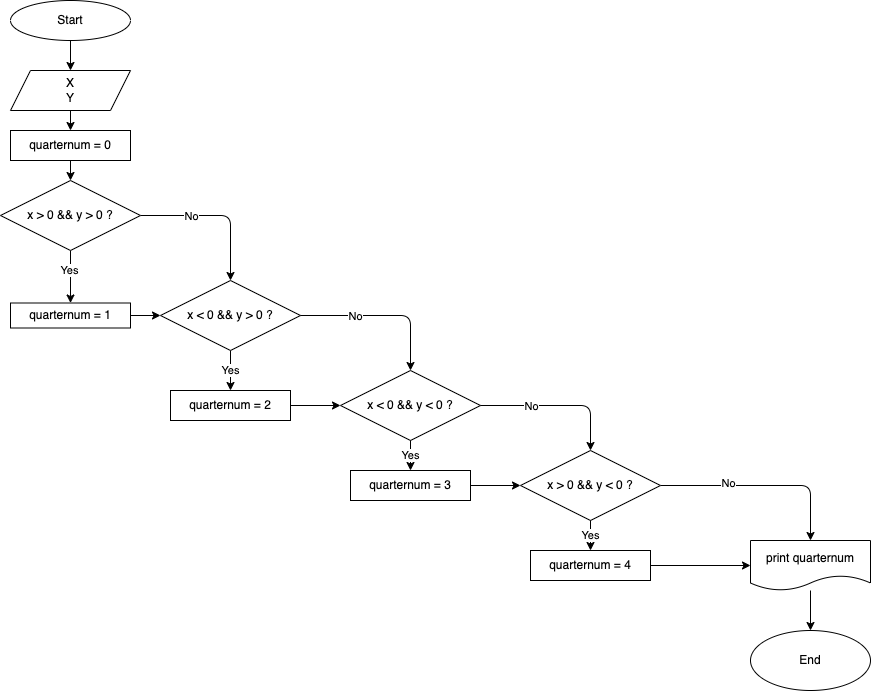 Start
X
Y
quarternum = 0
x > 0 && y > 0 ?
No
Yes
quarternum = 1
x < 0 && y > 0 ?
No
Yes
quarternum = 2
x < 0 && y < 0 ?
No
Yes
quarternum = 3
x > 0 && y < 0 ?
No
Yes
quarternum = 4
print quarternum
End